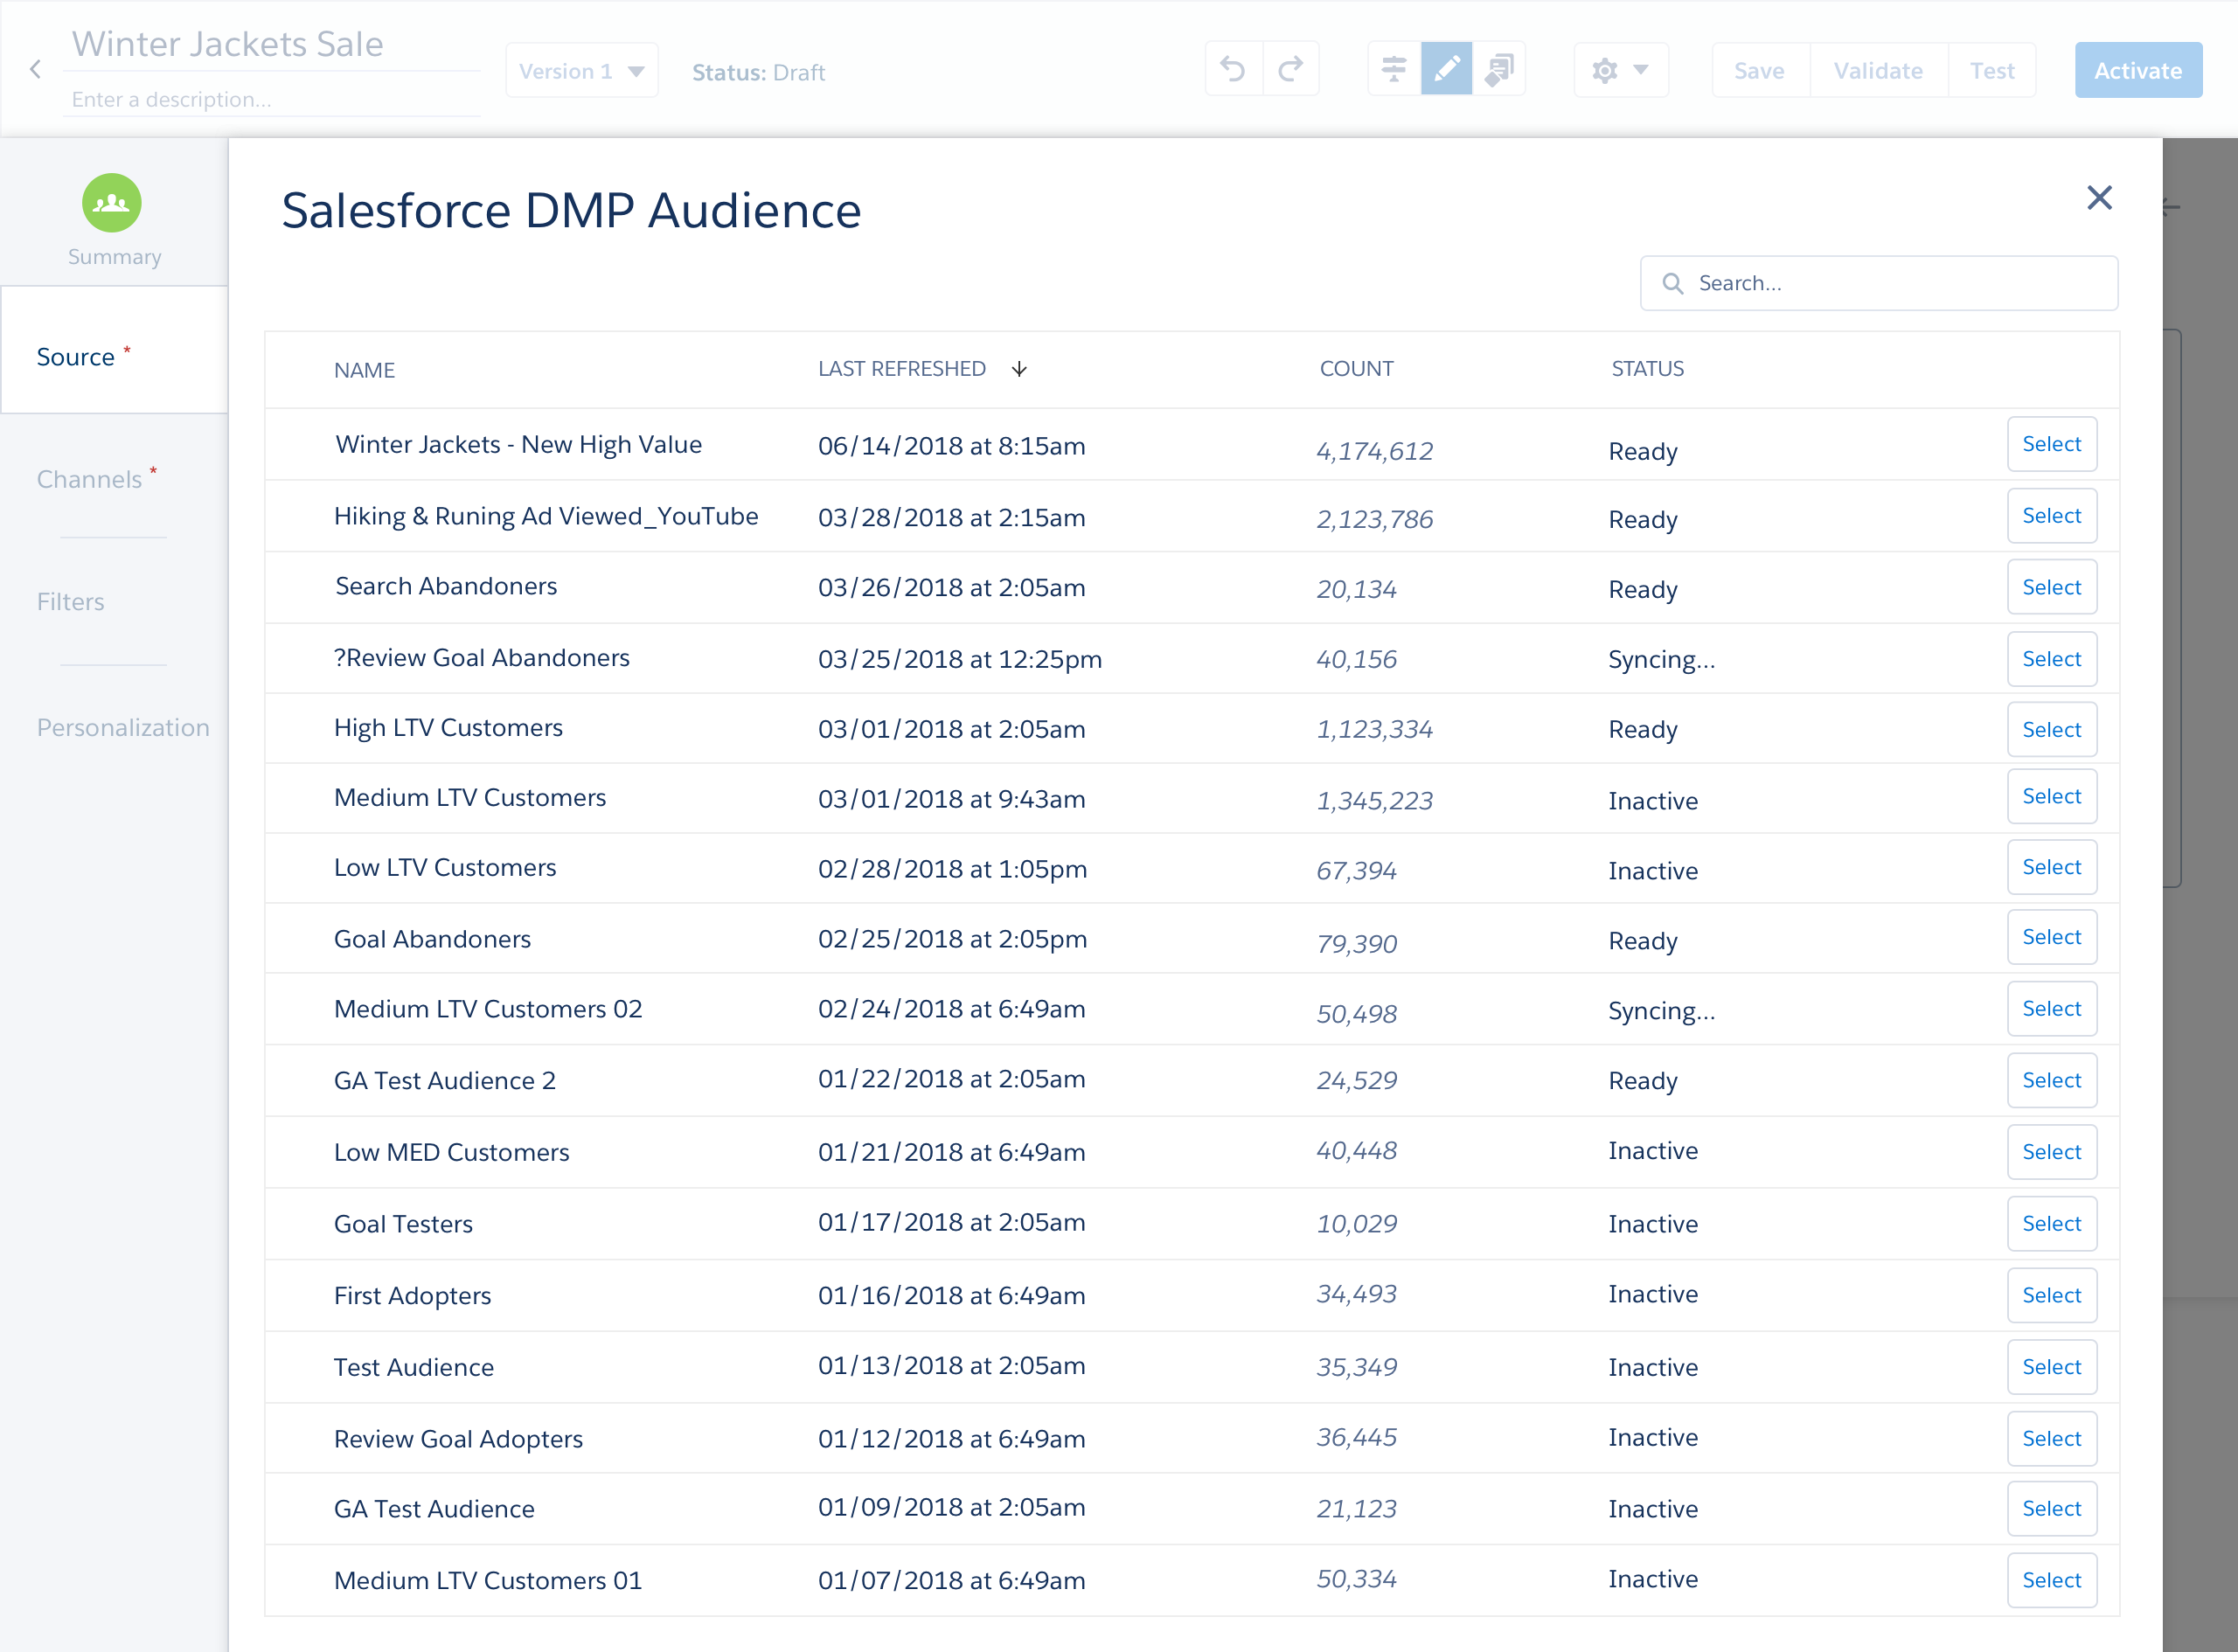 Winter Jackets Sale
Enter a description...
Version 1
Status: Draft
Save
Validate
Test
Activate
Summary
Source *
Channels *
Filters
Personalization
Salesforce DMP Audience
Search...
NAME LAST REFRESHED COUNT STATUS
Winter Jackets - New High Value 06/14/2018 at 8:15am 4,174,612 Ready Select
Hiking & Runing Ad Viewed_YouTube 03/28/2018 at 2:15am 2,123,786 Ready Select
Search Abandoners 03/26/2018 at 2:05am 20,134 Ready Select
?Review Goal Abandoners 03/25/2018 at 12:25pm 40,156 Syncing... Select
High LTV Customers 03/01/2018 at 2:05am 1,123,334 Ready Select
Medium LTV Customers 03/01/2018 at 9:43am 1,345,223 Inactive Select
Low LTV Customers 02/28/2018 at 1:05pm 67,394 Inactive Select
Goal Abandoners 02/25/2018 at 2:05pm 79,390 Ready Select
Medium LTV Customers 02 02/24/2018 at 6:49am 50,498 Syncing... Select
GA Test Audience 2 01/22/2018 at 2:05am 24,529 Ready Select
Low MED Customers 01/21/2018 at 6:49am 40,448 Inactive Select
Goal Testers 01/17/2018 at 2:05am 10,029 Inactive Select
First Adopters 01/16/2018 at 6:49am 34,493 Inactive Select
Test Audience 01/13/2018 at 2:05am 35,349 Inactive Select
Review Goal Adopters 01/12/2018 at 6:49am 36,445 Inactive Select
GA Test Audience 01/09/2018 at 2:05am 21,123 Inactive Select
Medium LTV Customers 01 01/07/2018 at 6:49am 50,334 Inactive Select